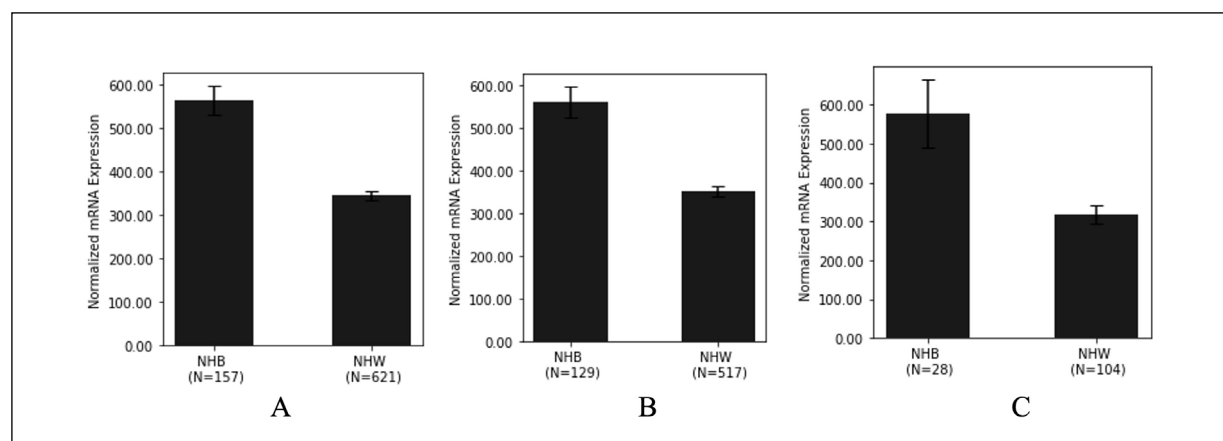 Normalized mRNA Expression
600.00
500.00
400.00
300.00
200.00
100.00
0.00
NHB
(N=157)
NHW
(N=621)
A
Normalized mRNA Expression
600.00
500.00
400.00
300.00
200.00
100.00
0.00
NHB
(N=129)
NHW
(N=517)
B
Normalized mRNA Expression
600.00
500.00
400.00
300.00
200.00
100.00
0.00
NHB
(N=28)
NHW
(N=104)
C